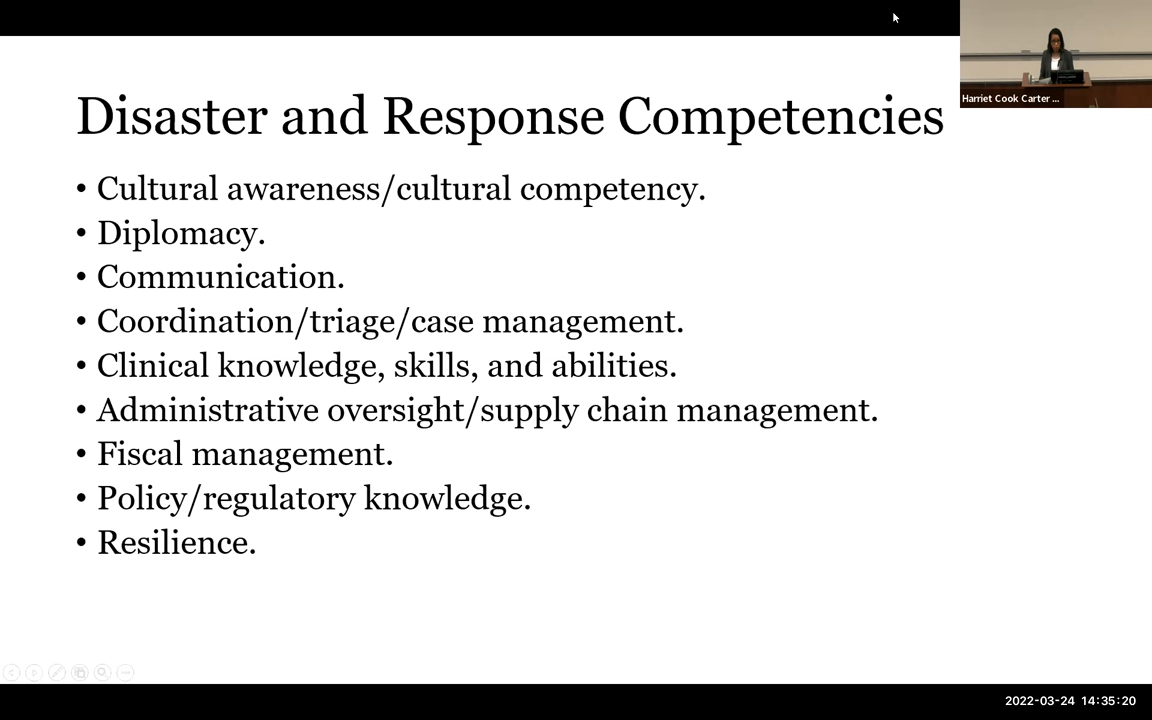 Disaster and Response Competencies
• Cultural awareness/cultural competency.
• Diplomacy.
• Communication.
• Coordination/triage/case management.
• Clinical knowledge, skills, and abilities.
• Administrative oversight/supply chain management.
• Fiscal management.
• Policy/regulatory knowledge.
• Resilience.
Harriet Cook Carter ...
2022-03-24 14:35:20